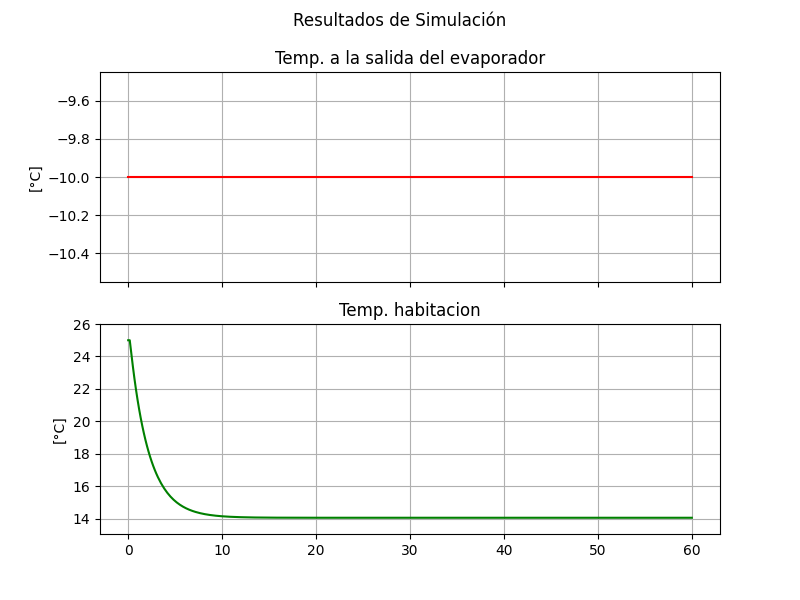 Resultados de Simulación
Temp. a la salida del evaporador
[°C]
−9.6
−9.8
−10.0
−10.2
−10.4
Temp. habitacion
[°C]
26
24
22
20
18
16
14
0 10 20 30 40 50 60